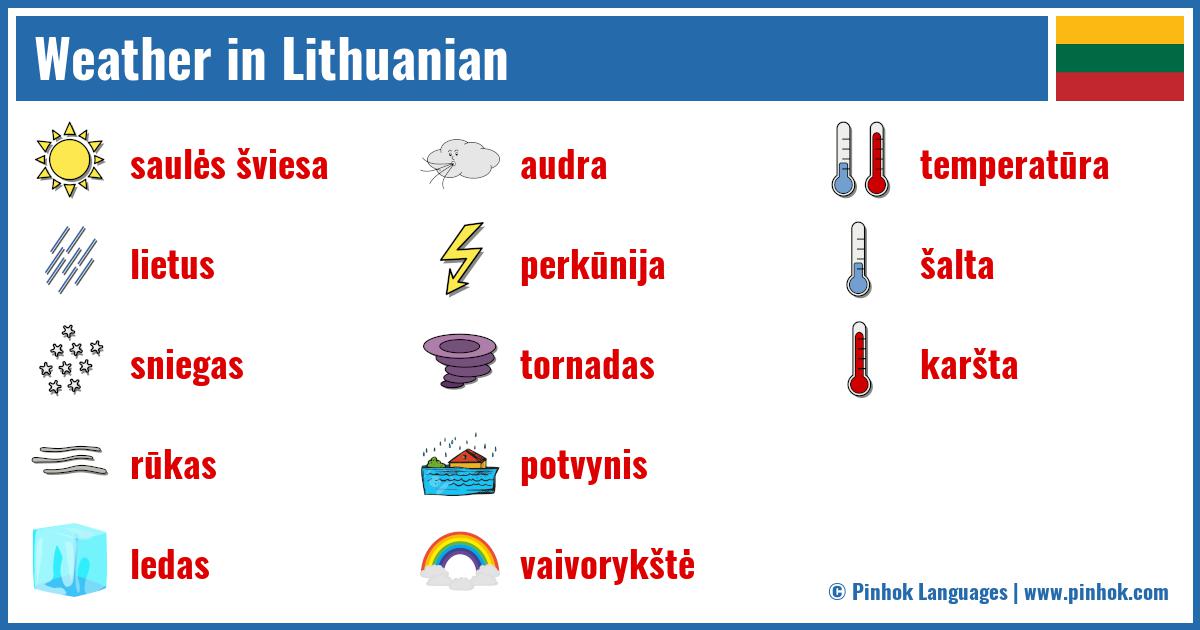 Weather in Lithuanian
saulės šviesa
lietus
sniegas
rūkas
ledas
audra
perkūnija
tornadas
potvynis
vaivorykštė
temperatūra
šalta
karšta
© Pinhok Languages | www.pinhok.com